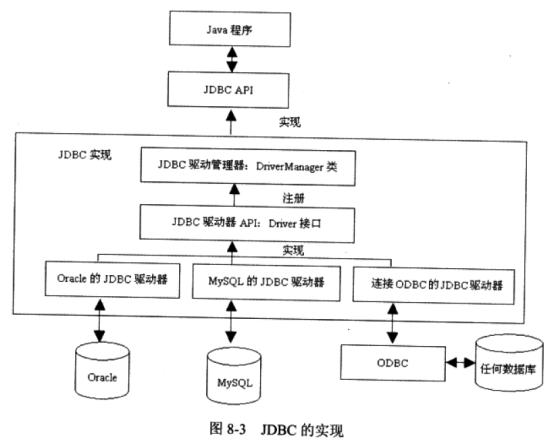 Java 程序
JDBC API
实现
JDBC 实现
JDBC 驱动管理器：DriverManager 类
注册
JDBC 驱动器 API：Driver 接口
实现
Oracle 的 JDBC 驱动器
MySQL 的 JDBC 驱动器
连接 ODBC 的 JDBC 驱动器
Oracle
MySQL
ODBC
任何数据库
图 8-3 JDBC 的实现